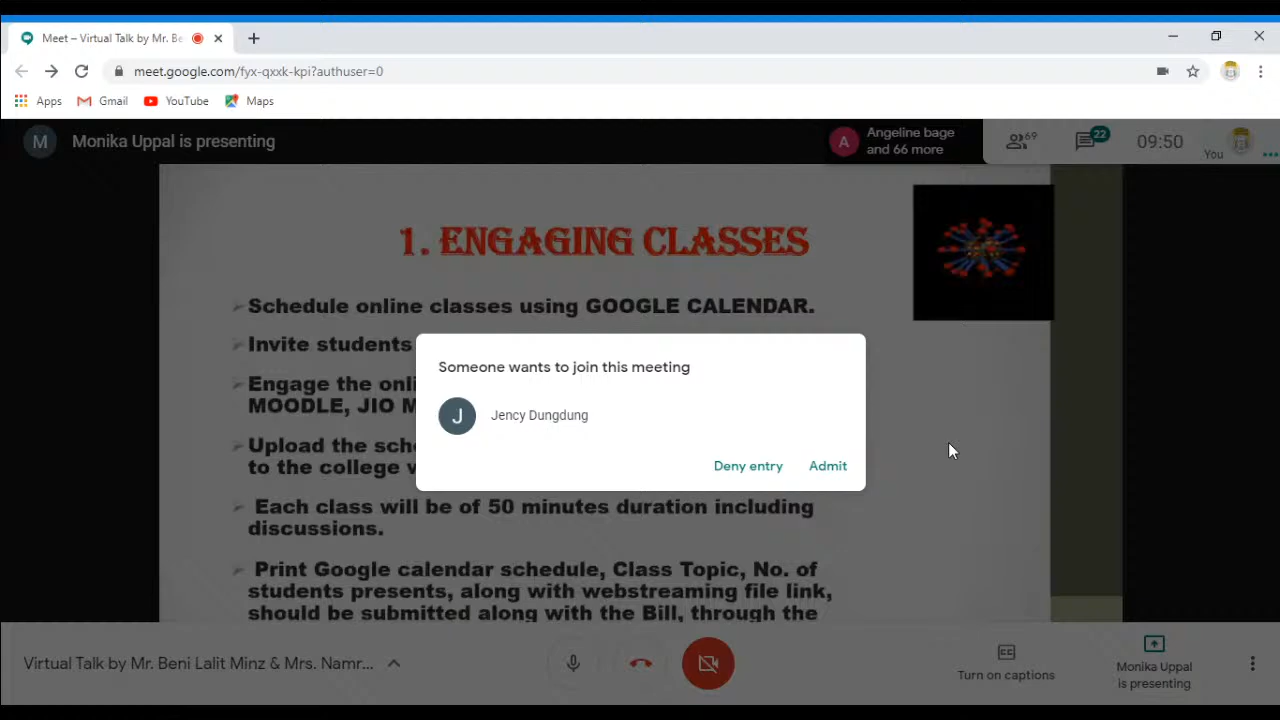 Meet – Virtual Talk by Mr. Be
meet.google.com/fyx-qxxk-kpi?authuser=0
Apps
Gmail
YouTube
Maps
M
Monika Uppal is presenting
A
Angeline bage
and 66 more
69
22
09:50
You
1. ENGAGING CLASSES
Schedule online classes using GOOGLE CALENDAR.
Invite students
Engage the onli
MOODLE, JIO M
Upload the sch
to the college
Each class will be of 50 minutes duration including
discussions.
Print Google calendar schedule, Class Topic, No. of
students presents, along with webstreaming file link,
should be submitted along with the Bill, through the
Someone wants to join this meeting
J
Jency Dungdung
Deny entry
Admit
Virtual Talk by Mr. Beni Lalit Minz & Mrs. Namr...
CC
Turn on captions
Monika Uppal
is presenting